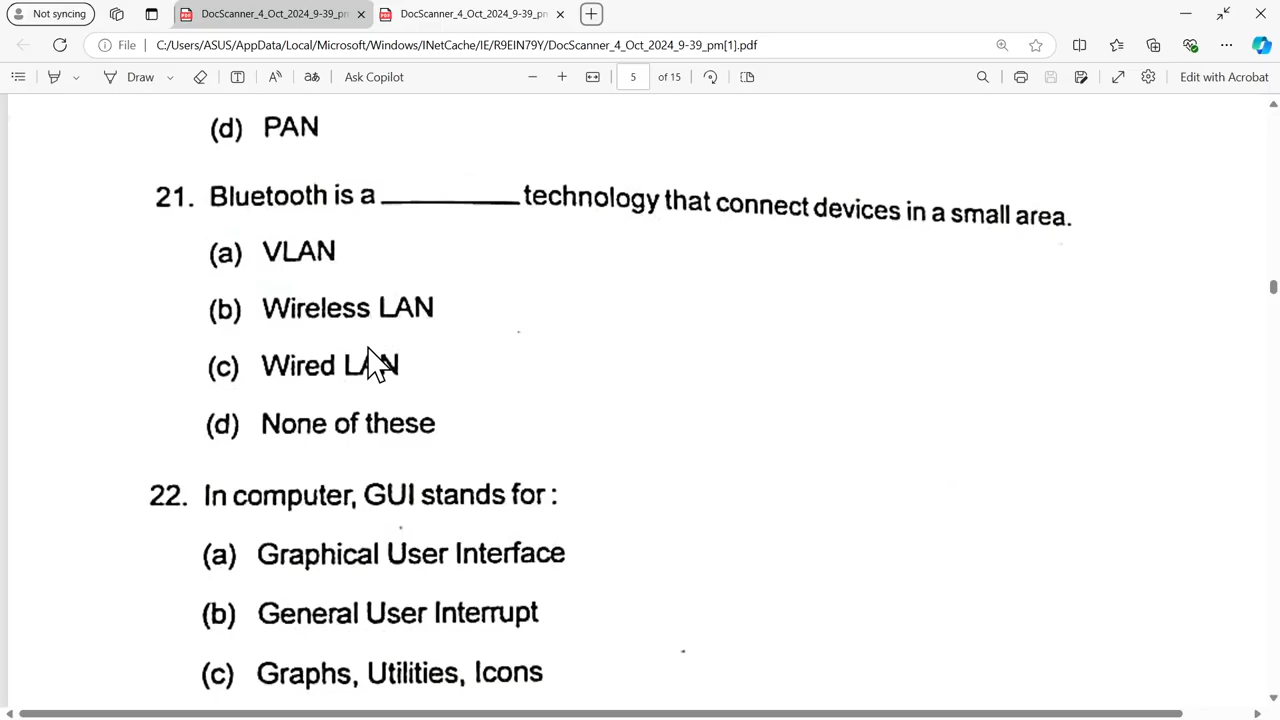 Not syncing
DocScanner_4_Oct_2024_9-39_pm
DocScanner_4_Oct_2024_9-39_pm
File
C:/Users/ASUS/AppData/Local/Microsoft/Windows/INetCache/IE/R9EIN79Y/DocScanner_4_Oct_2024_9-39_pm[1].pdf
Draw
aあ
Ask Copilot
5 of 15
Edit with Acrobat
(d) PAN
21. Bluetooth is a __________ technology that connect devices in a small area.
(a) VLAN
(b) Wireless LAN
(c) Wired LAN
(d) None of these
22. In computer, GUI stands for :
(a) Graphical User Interface
(b) General User Interrupt
(c) Graphs, Utilities, Icons